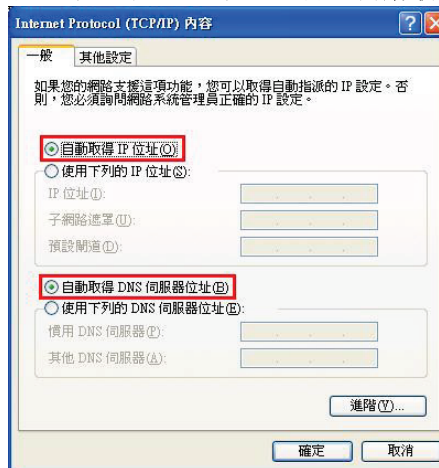 Internet Protocol (TCP/IP) 內容
一般
其他設定
如果您的網路支援這項功能，您可以取得自動指派的 IP 設定。否
則，您必須詢問網路系統管理員正確的 IP 設定。
自動取得 IP 位址(O)
使用下列的 IP 位址(S):
IP 位址(I):
子網路遮罩(U):
預設閘道(D):
自動取得 DNS 伺服器位址(B)
使用下列的 DNS 伺服器位址(E):
慣用 DNS 伺服器(P):
其他 DNS 伺服器(A):
進階(V)...
確定
取消